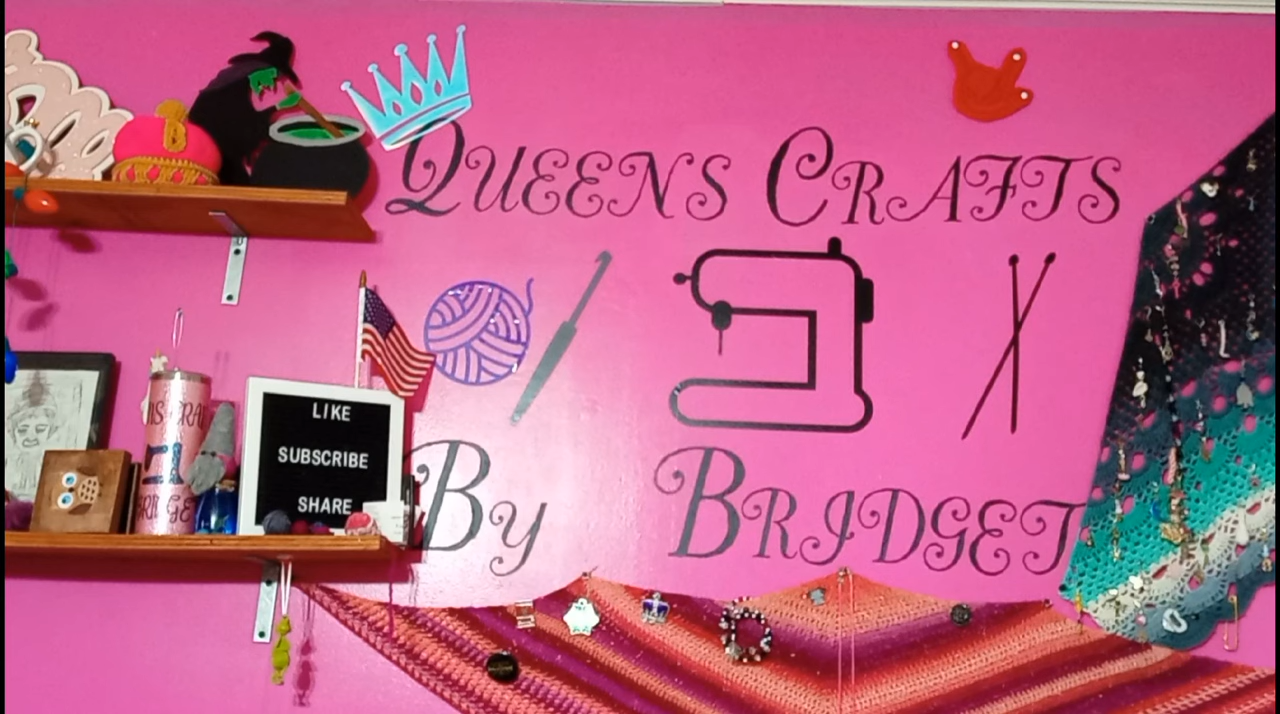 QUEENS CRAFTS
LIKE
SUBSCRIBE
SHARE
By BRIDGET